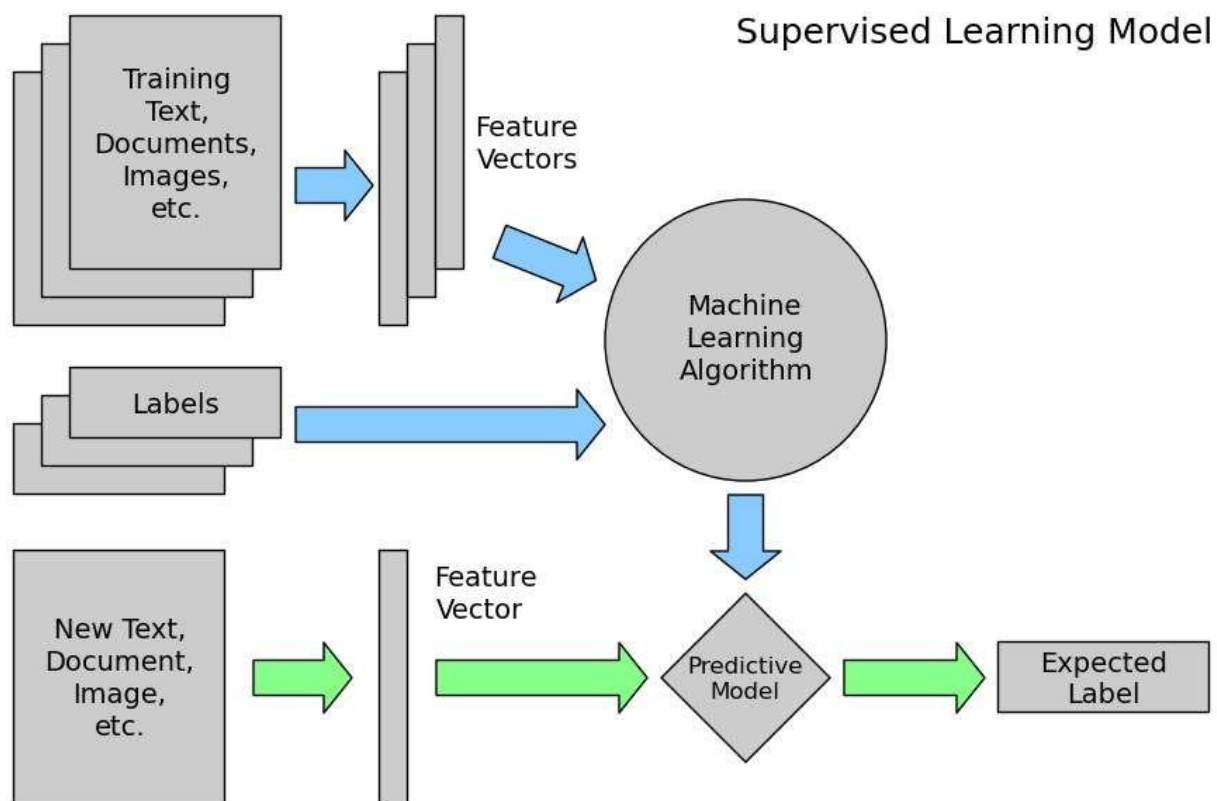 Supervised Learning Model
Training
Text,
Documents,
Images,
etc.
Feature
Vectors
Machine
Learning
Algorithm
Labels
New Text,
Document,
Image,
etc.
Feature
Vector
Predictive
Model
Expected
Label